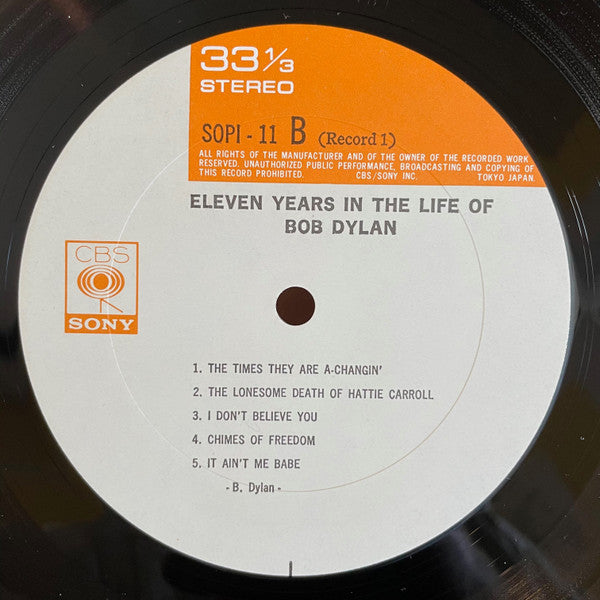 33 1/3
STEREO
SOPI - 11 B (Record 1)
ALL RIGHTS OF THE MANUFACTURER AND OF THE OWNER OF THE RECORDED WORK
RESERVED. UNAUTHORIZED PUBLIC PERFORMANCE, BROADCASTING AND COPYING OF
THIS RECORD PROHIBITED. CBS/SONY INC. TOKYO JAPAN.
ELEVEN YEARS IN THE LIFE OF
BOB DYLAN
CBS
SONY
1. THE TIMES THEY ARE A-CHANGIN'
2. THE LONESOME DEATH OF HATTIE CARROLL
3. I DON'T BELIEVE YOU
4. CHIMES OF FREEDOM
5. IT AIN'T ME BABE
- B. Dylan -